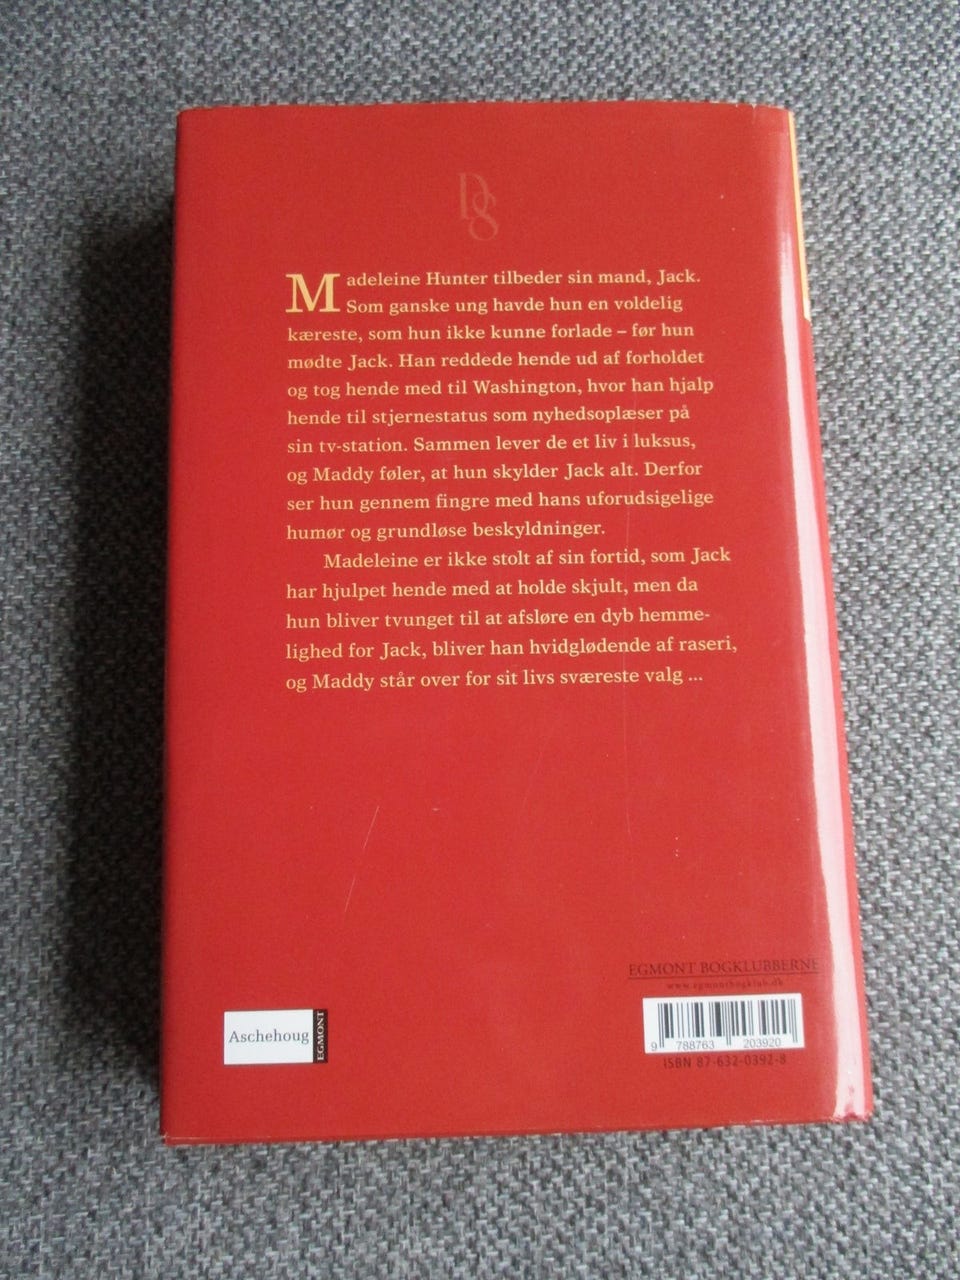 DS
Madeleine Hunter tilbeder sin mand, Jack.
Som ganske ung havde hun en voldelig
kæreste, som hun ikke kunne forlade – før hun
mødte Jack. Han reddede hende ud af forholdet
og tog hende med til Washington, hvor han hjalp
hende til stjernestatus som nyhedsoplæser på
sin tv-station. Sammen lever de et liv i luksus,
og Maddy føler, at hun skylder Jack alt. Derfor
ser hun gennem fingre med hans uforudsigelige
humør og grundløse beskyldninger.
Madeleine er ikke stolt af sin fortid, som Jack
har hjulpet hende med at holde skjult, men da
hun bliver tvunget til at afsløre en dyb hemme-
lighed for Jack, bliver han hvidglødende af raseri,
og Maddy står over for sit livs sværeste valg ...
EGMONT BOGKLUBBERNE
www.egmontbogklub.dk
Aschehoug
EGMONT
9 788763 203920
ISBN 87-632-0392-8